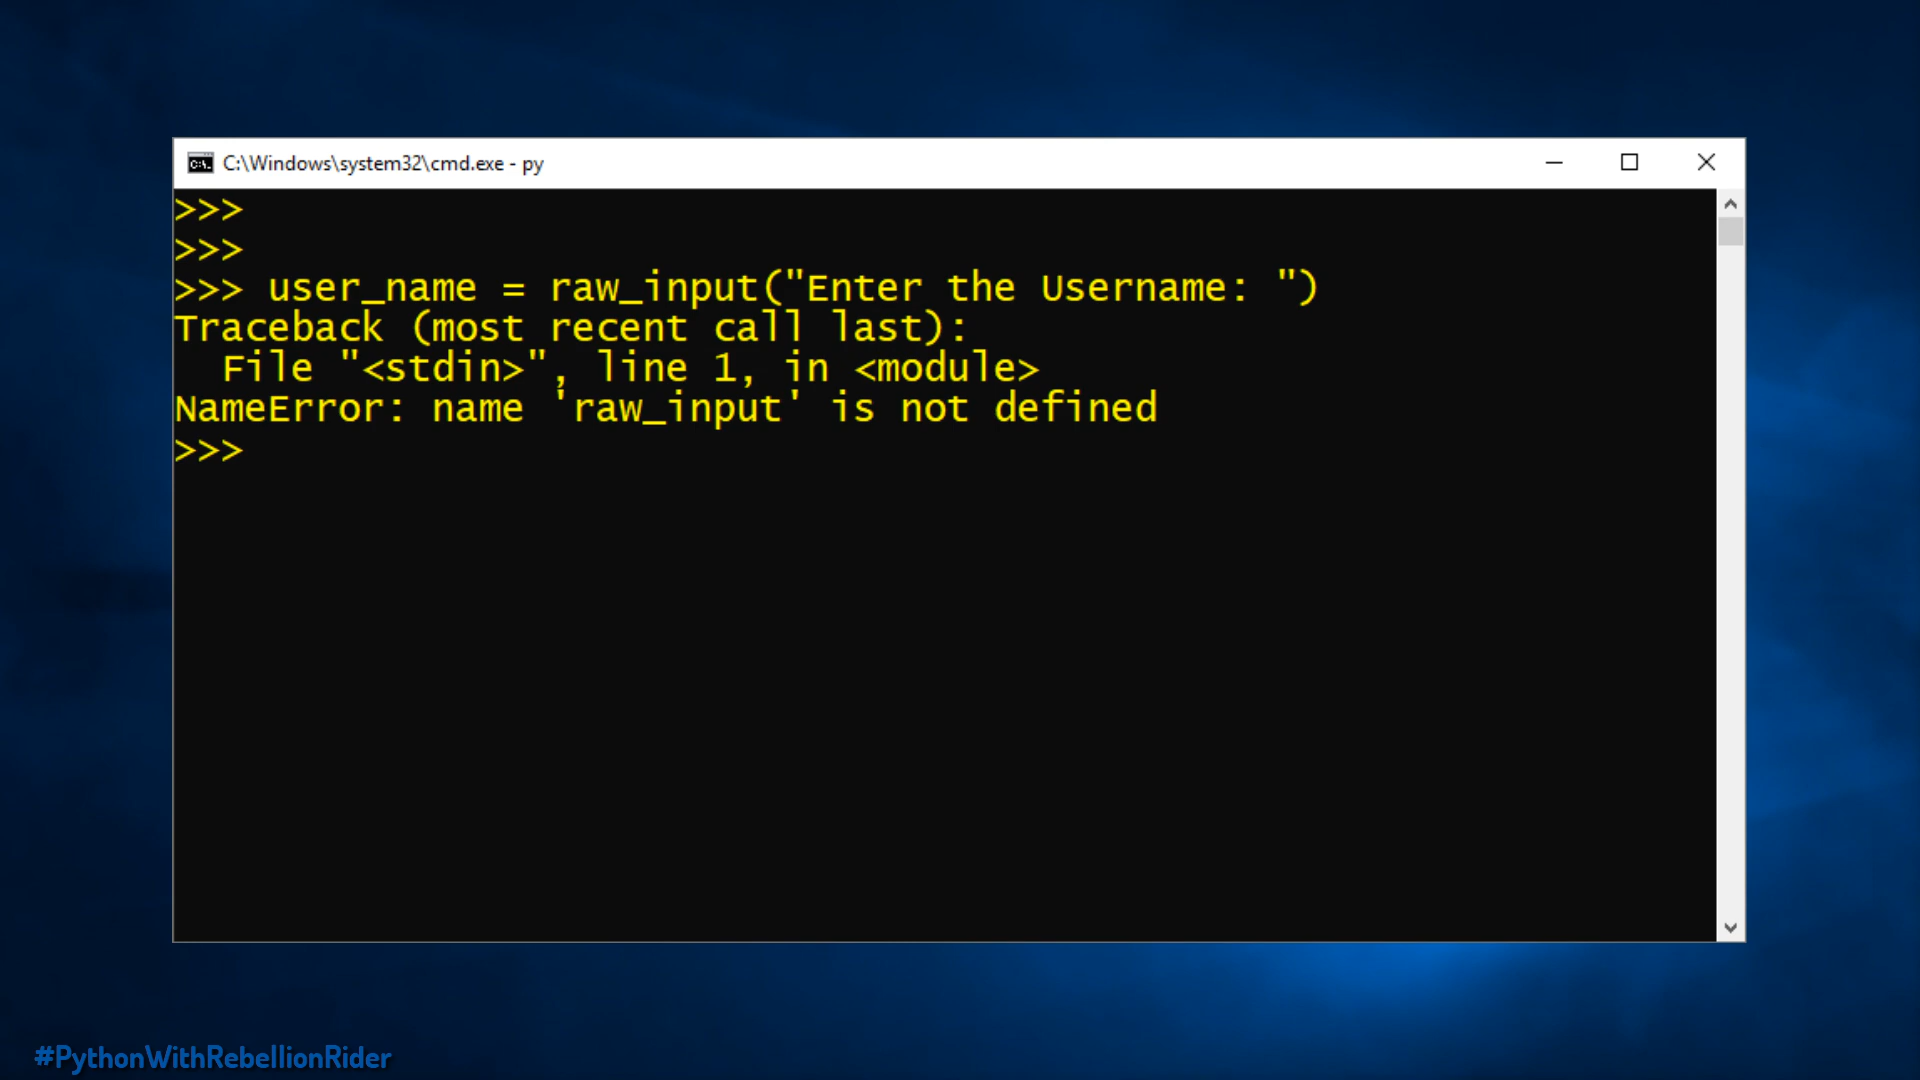 C:\Windows\system32\cmd.exe - py
>>>
>>>
>>> user_name = raw_input("Enter the Username: ")
Traceback (most recent call last):
  File "<stdin>", line 1, in <module>
NameError: name 'raw_input' is not defined
>>>
#PythonWithRebellionRider